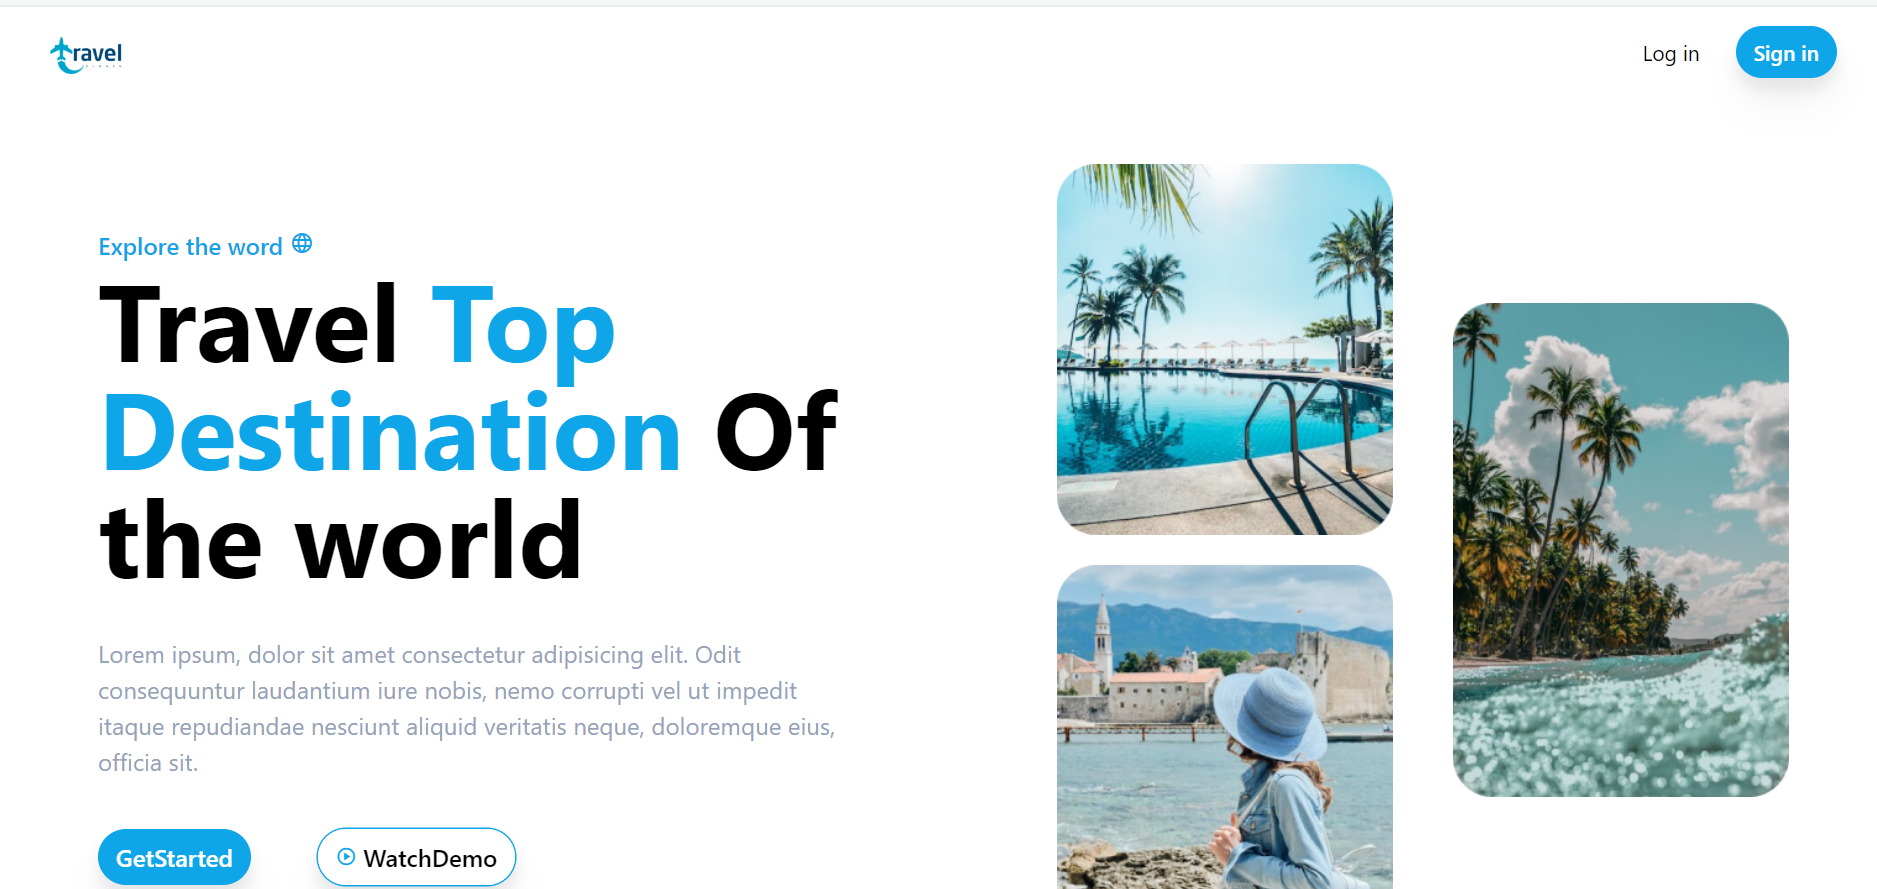 travel
Log in
Sign in
Explore the word
Travel Top
Destination Of
the world
Lorem ipsum, dolor sit amet consectetur adipisicing elit. Odit
consequuntur laudantium iure nobis, nemo corrupti vel ut impedit
itaque repudiandae nesciunt aliquid veritatis neque, doloremque eius,
officia sit.
GetStarted
WatchDemo